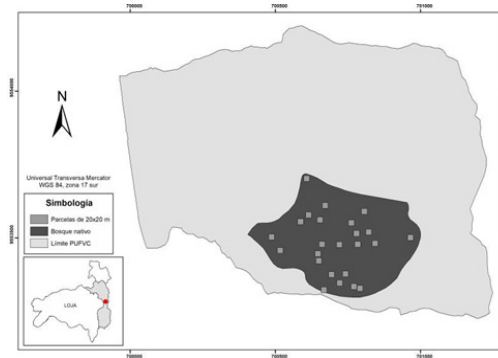 700000
700500
701000
9554000
N
Universal Transversa Mercator
WGS 84, zona 17 sur
Simbología
Parcelas de 20x20 m
Bosque nativo
Límite PUFVC
LOJA
700000
700500
701000